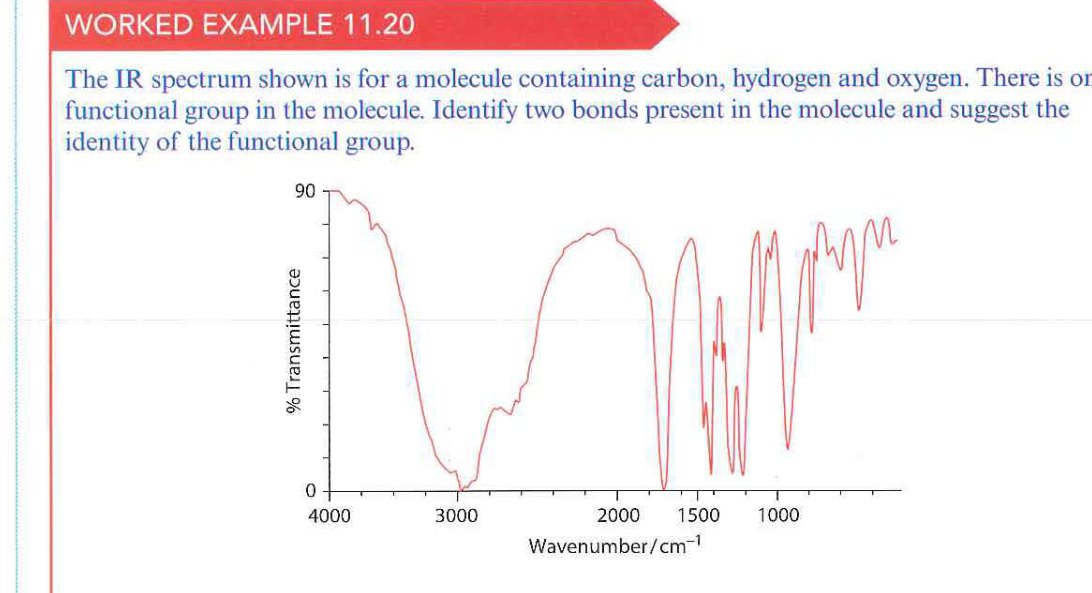 WORKED EXAMPLE 11.20
The IR spectrum shown is for a molecule containing carbon, hydrogen and oxygen. There is
functional group in the molecule. Identify two bonds present in the molecule and suggest the
identity of the functional group.
90
% Transmittance
0
4000 3000 2000 1500 1000
Wavenumber/cm⁻¹